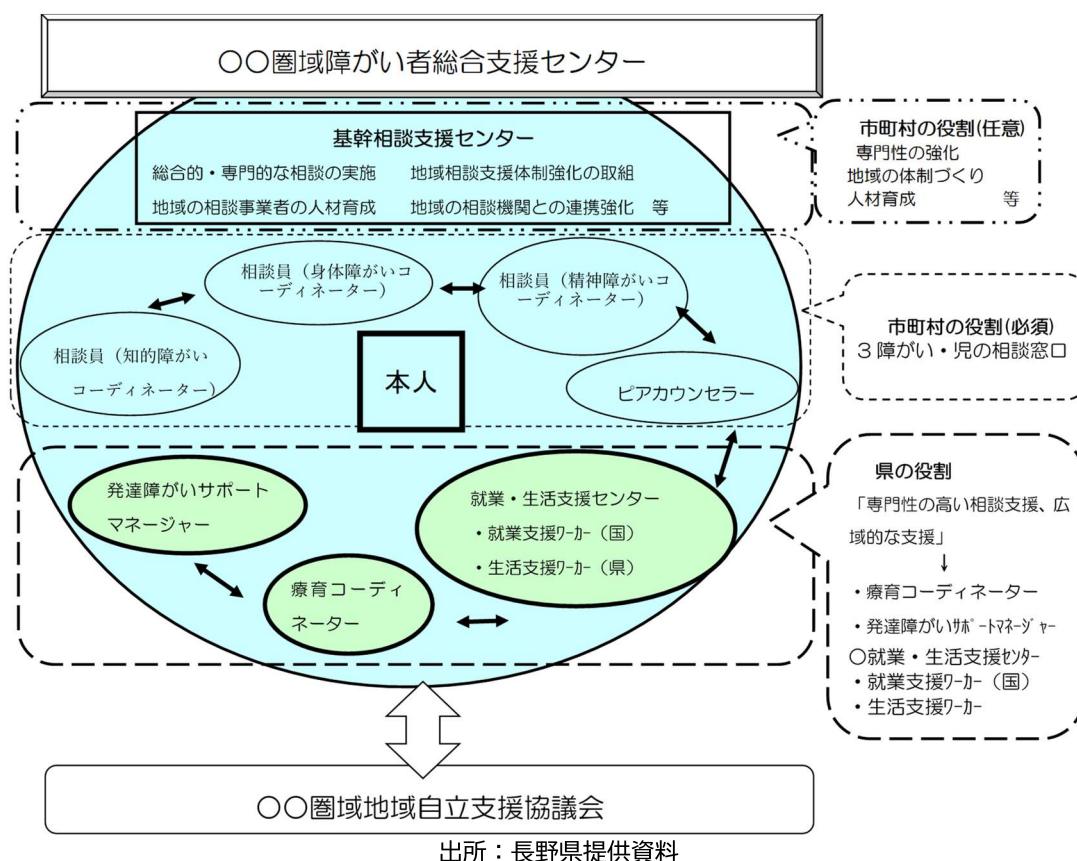 〇〇圏域障がい者総合支援センター
基幹相談支援センター
総合的・専門的な相談の実施 地域相談支援体制強化の取組
地域の相談事業者の人材育成 地域の相談機関との連携強化 等
市町村の役割(任意)
専門性の強化
地域の体制づくり
人材育成 等
相談員（身体障がいコ
ーディネーター）
相談員（精神障がいコ
ーディネーター）
相談員（知的障がい
コーディネーター）
本人
ピアカウンセラー
市町村の役割(必須)
３障がい・児の相談窓口
発達障がいサポート
マネージャー
療育コーディ
ネーター
就業・生活支援センター
・就業支援ﾜｰｶｰ（国）
・生活支援ﾜｰｶｰ（県）
県の役割
「専門性の高い相談支援、広
域的な支援」
・療育コーディネーター
・発達障がいｻﾎﾟｰﾄﾏﾈｰｼﾞｬｰ
〇就業・生活支援ｾﾝﾀｰ
・就業支援ﾜｰｶｰ（国）
・生活支援ﾜｰｶｰ
〇〇圏域地域自立支援協議会
出所：長野県提供資料